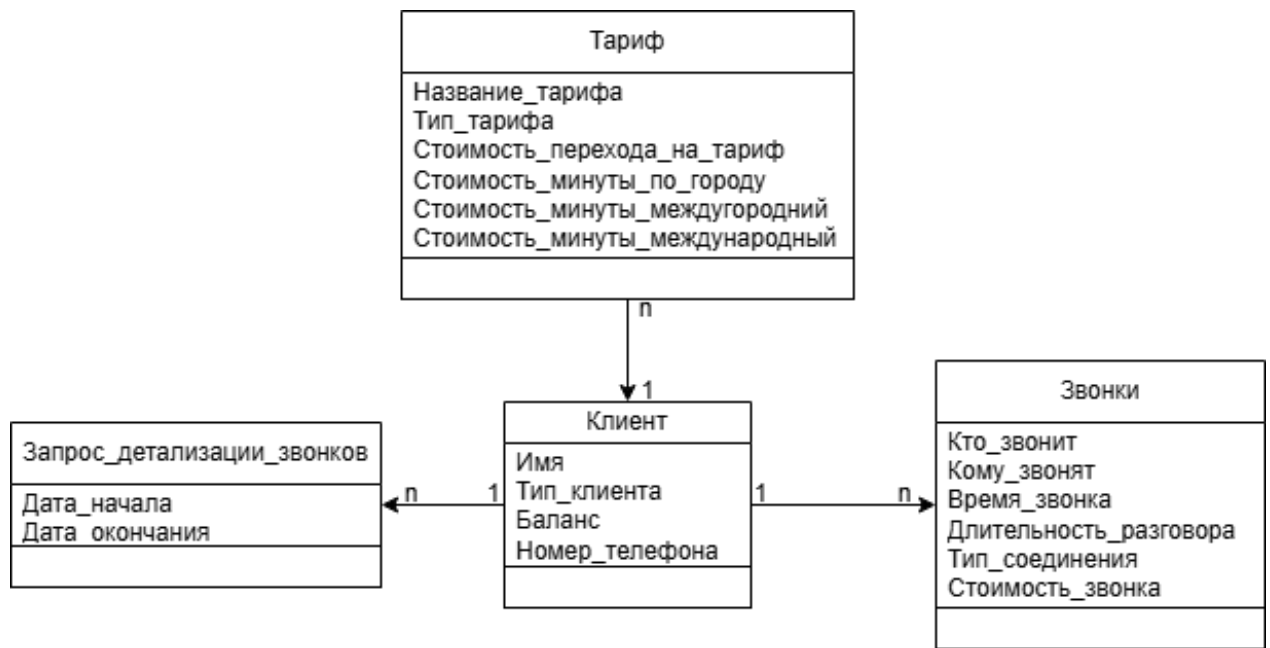 Тариф
Название_тарифа
Тип_тарифа
Стоимость_перехода_на_тариф
Стоимость_минуты_по_городу
Стоимость_минуты_междугородний
Стоимость_минуты_международный
n
1
Запрос_детализации_звонков
Дата_начала
Дата_окончания
n
1
Клиент
Имя
Тип_клиента
Баланс
Номер_телефона
1
n
Звонки
Кто_звонит
Кому_звонят
Время_звонка
Длительность_разговора
Тип_соединения
Стоимость_звонка